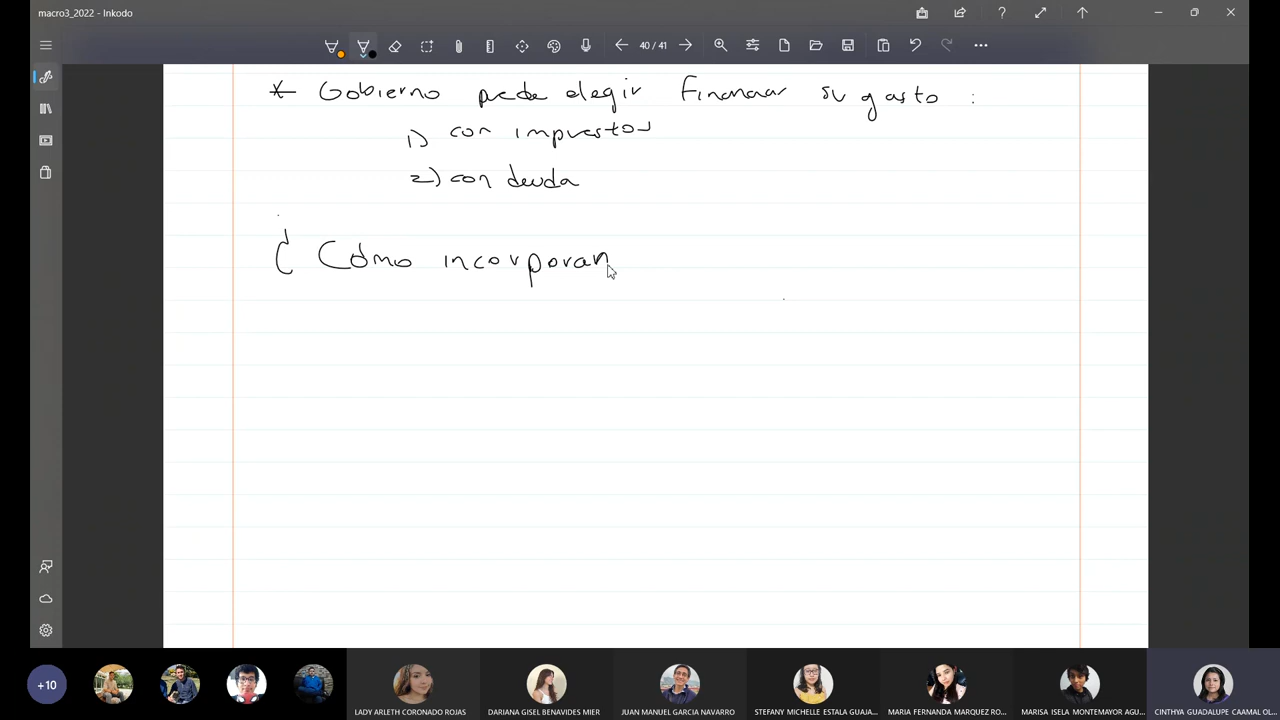 macro3_2022 - Inkodo
40 / 41
* Gobierno puede elegir financiar su gasto :
1) con impuestos
2) con deuda
¿ Cómo incorporan
+10
LADY ARLETH CORONADO ROJAS
DARIANA GISEL BENAVIDES MIER
JUAN MANUEL GARCIA NAVARRO
STEFANY MICHELLE ESTALA GUAJA...
MARIA FERNANDA MARQUEZ RO...
MARISA ISELA MONTEMAYOR AGU...
CINTHYA GUADALUPE CAAMAL OL...